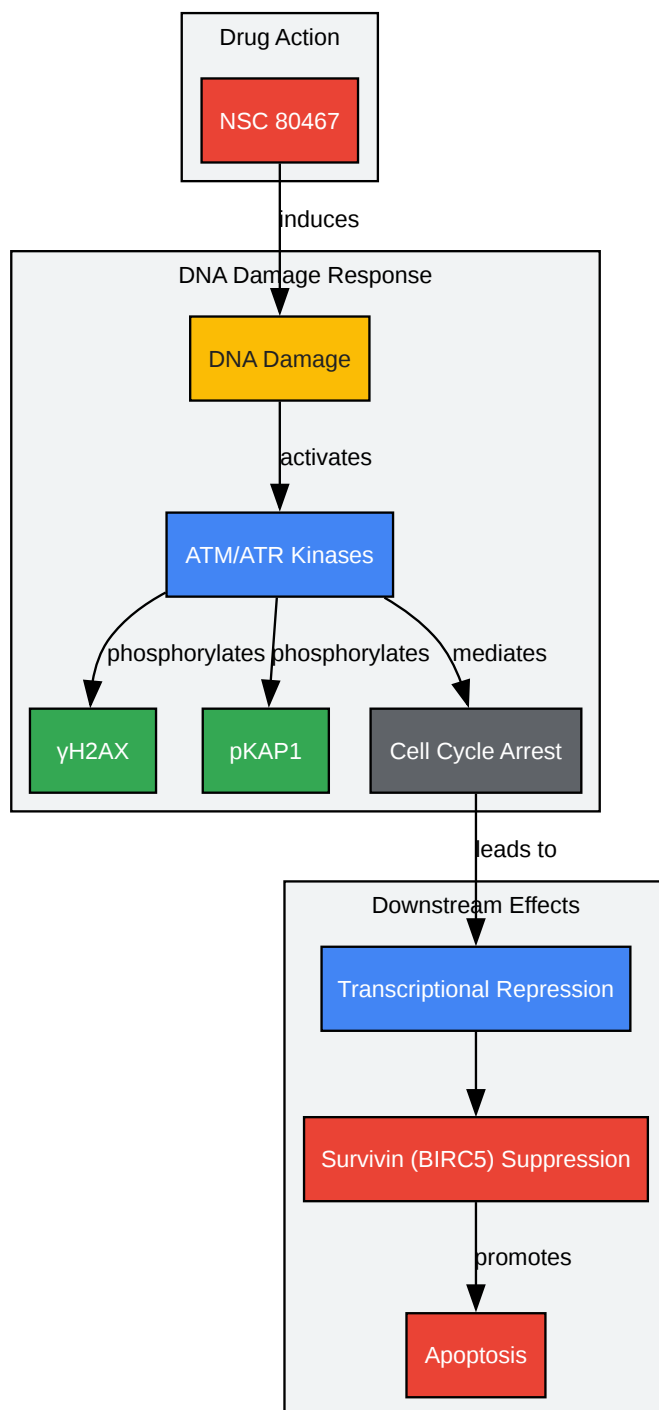 Drug Action
NSC 80467
induces
DNA Damage Response
DNA Damage
activates
ATM/ATR Kinases
phosphorylates
phosphorylates
mediates
γH2AX
pKAP1
Cell Cycle Arrest
leads to
Downstream Effects
Transcriptional Repression
Survivin (BIRC5) Suppression
promotes
Apoptosis